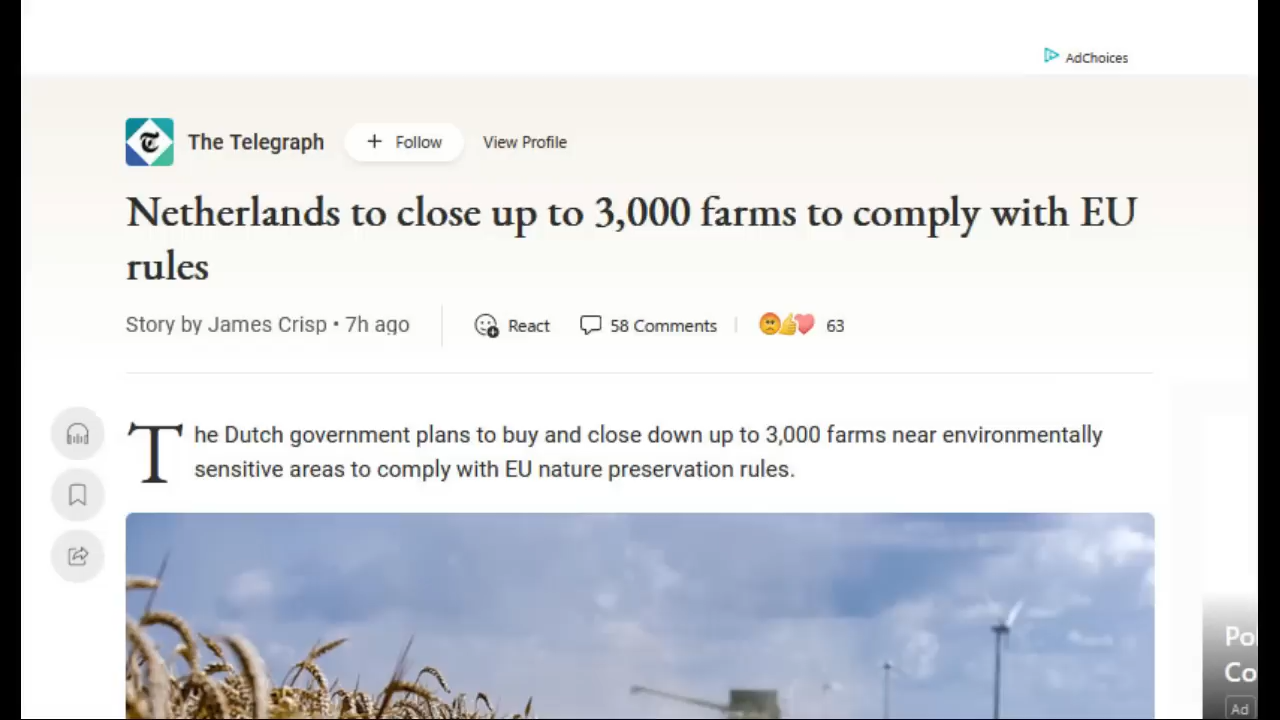 AdChoices
The Telegraph
+ Follow
View Profile
Netherlands to close up to 3,000 farms to comply with EU
rules
Story by James Crisp • 7h ago
React
58 Comments
63
The Dutch government plans to buy and close down up to 3,000 farms near environmentally
sensitive areas to comply with EU nature preservation rules.
Po
Co
Ad